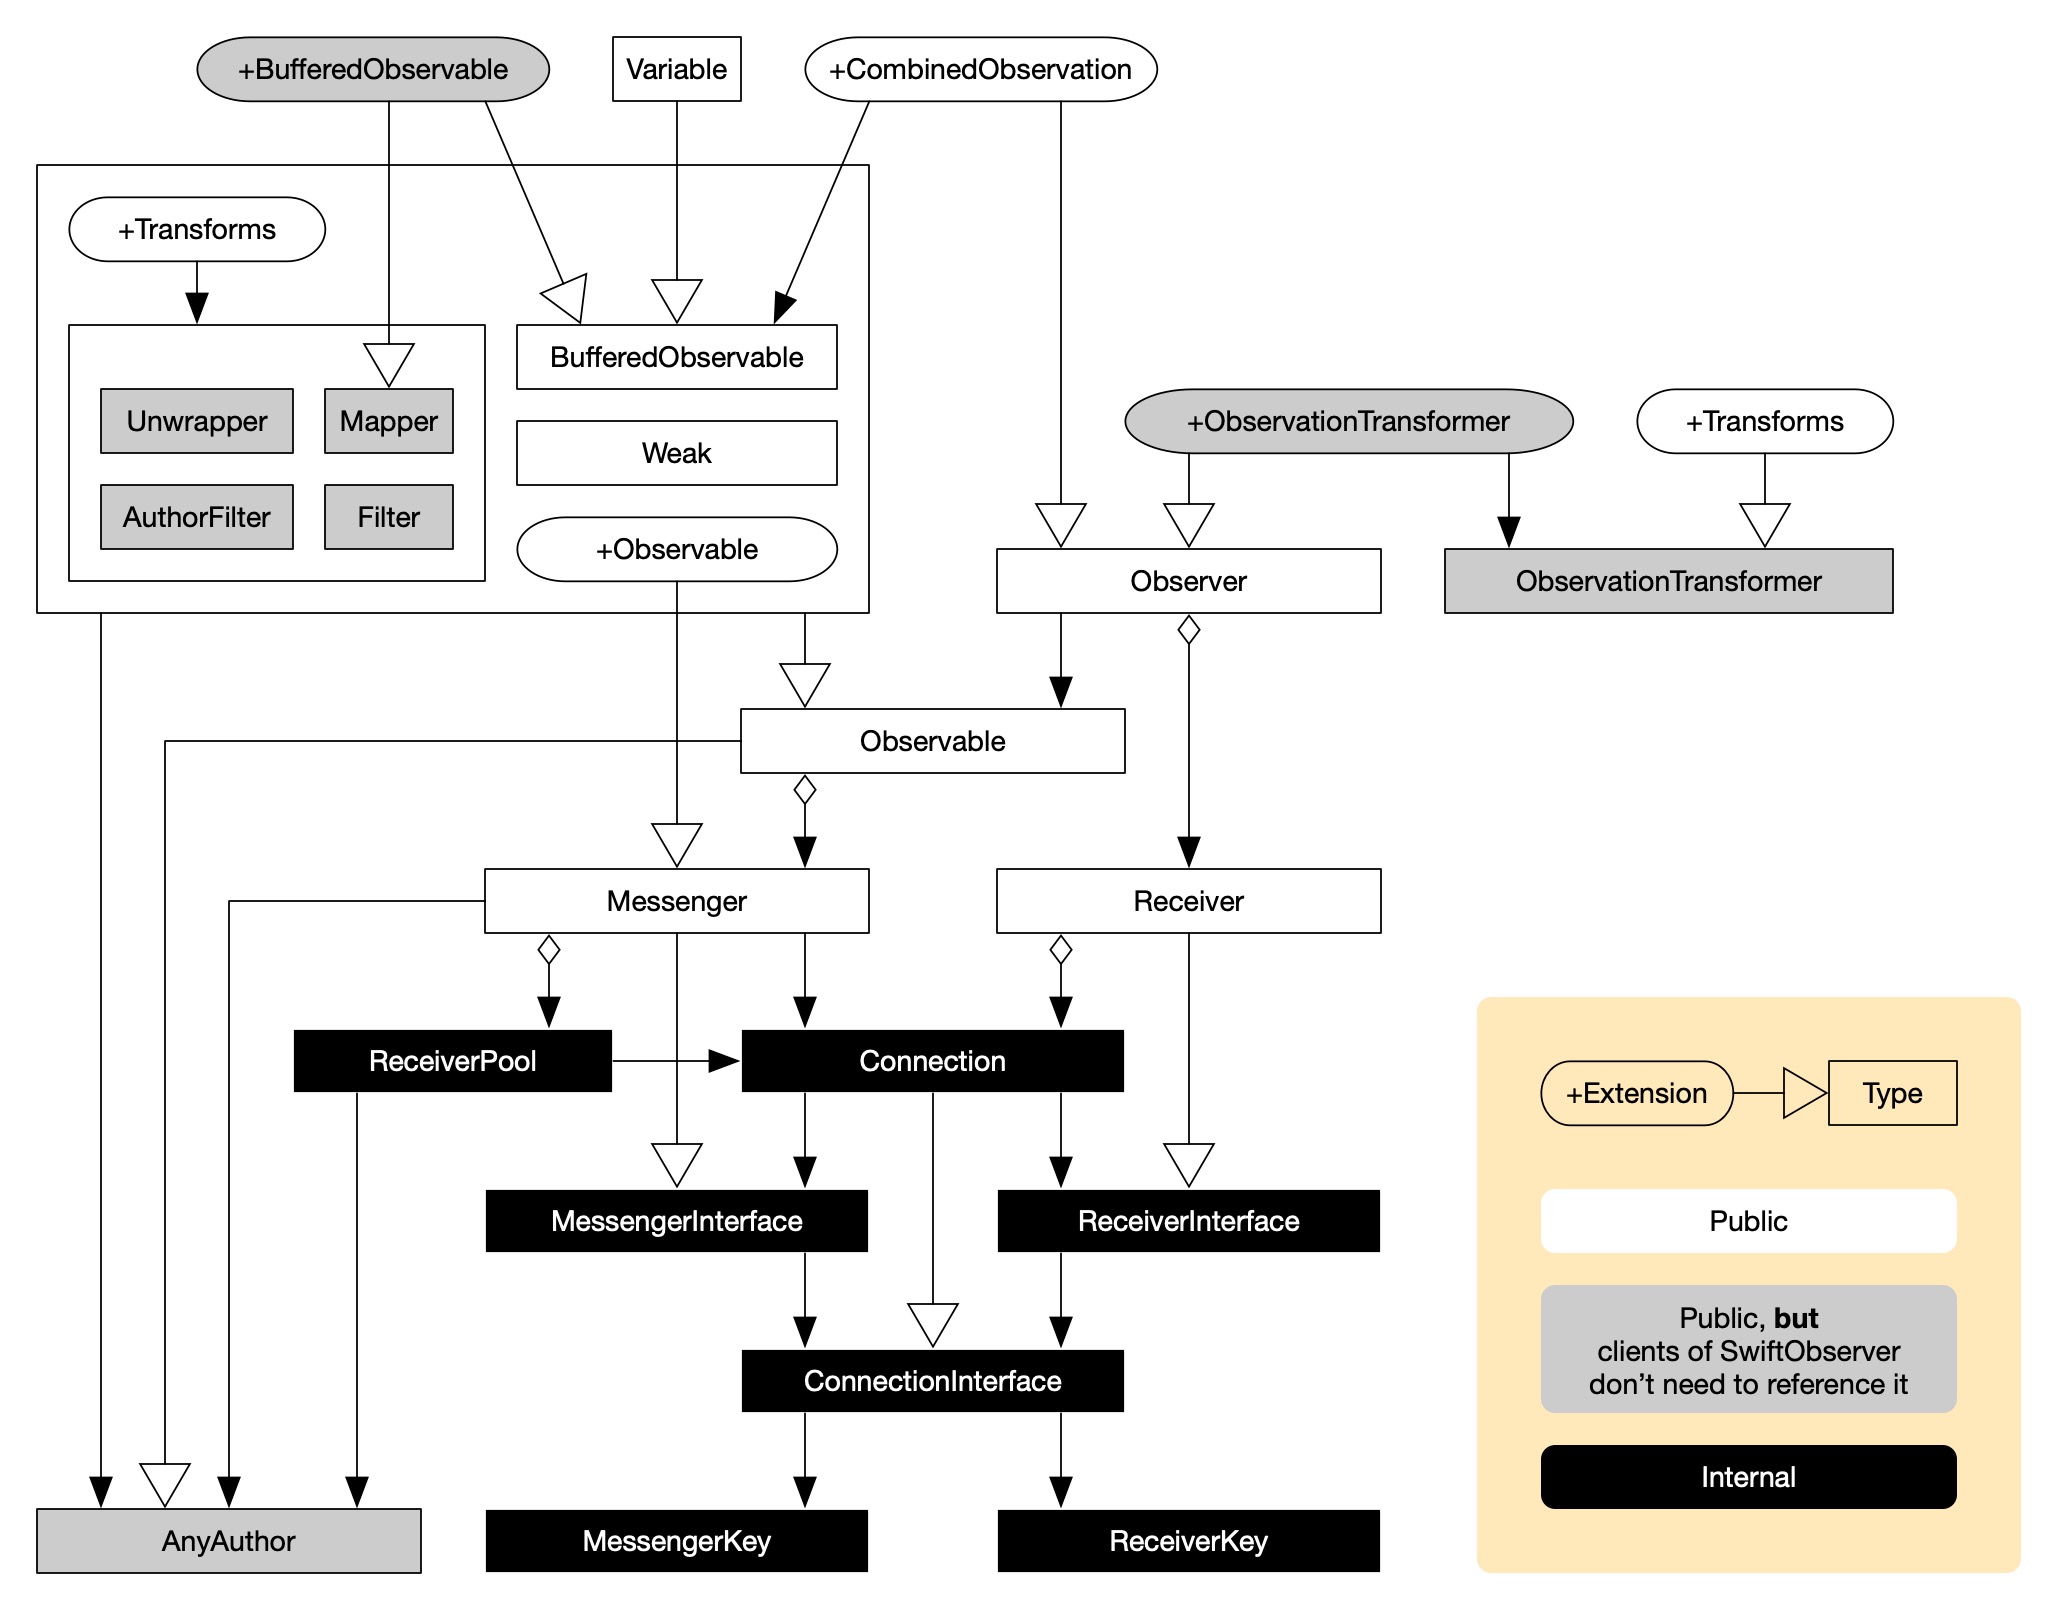 +BufferedObservable
Variable
+CombinedObservation
+Transforms
BufferedObservable
Unwrapper
Mapper
Weak
+ObservationTransformer
+Transforms
AuthorFilter
Filter
+Observable
Observer
ObservationTransformer
Observable
Messenger
Receiver
ReceiverPool
Connection
MessengerInterface
ReceiverInterface
ConnectionInterface
AnyAuthor
MessengerKey
ReceiverKey
+Extension
Type
Public
Public, but
clients of SwiftObserver
don’t need to reference it
Internal